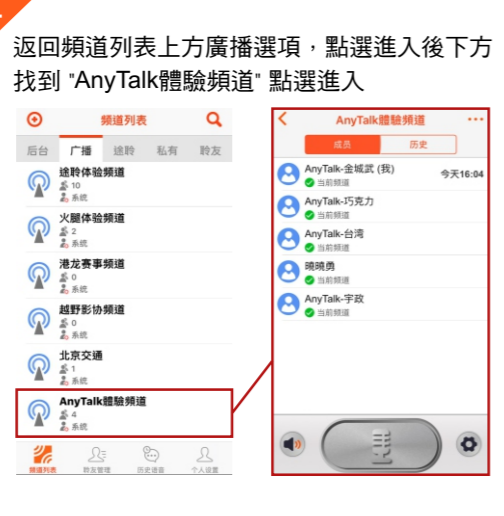 返回頻道列表上方廣播選項，點選進入後下方
找到 "AnyTalk體驗頻道" 點選進入
頻道列表
后台 广播 途聆 私有 聆友
途聆体验频道
10
系统
火腿体验频道
2
系统
港龙赛事频道
0
系统
越野影协频道
0
系统
北京交通
1
系统
AnyTalk體驗頻道
4
系统
頻道列表 聆友管理 历史语音 个人设置
AnyTalk體驗頻道
成员 历史
AnyTalk-金城武 (我) 今天16:04
当前頻道
AnyTalk-巧克力
当前頻道
AnyTalk-台湾
当前頻道
曉曉勇
当前頻道
AnyTalk-宇政
当前頻道